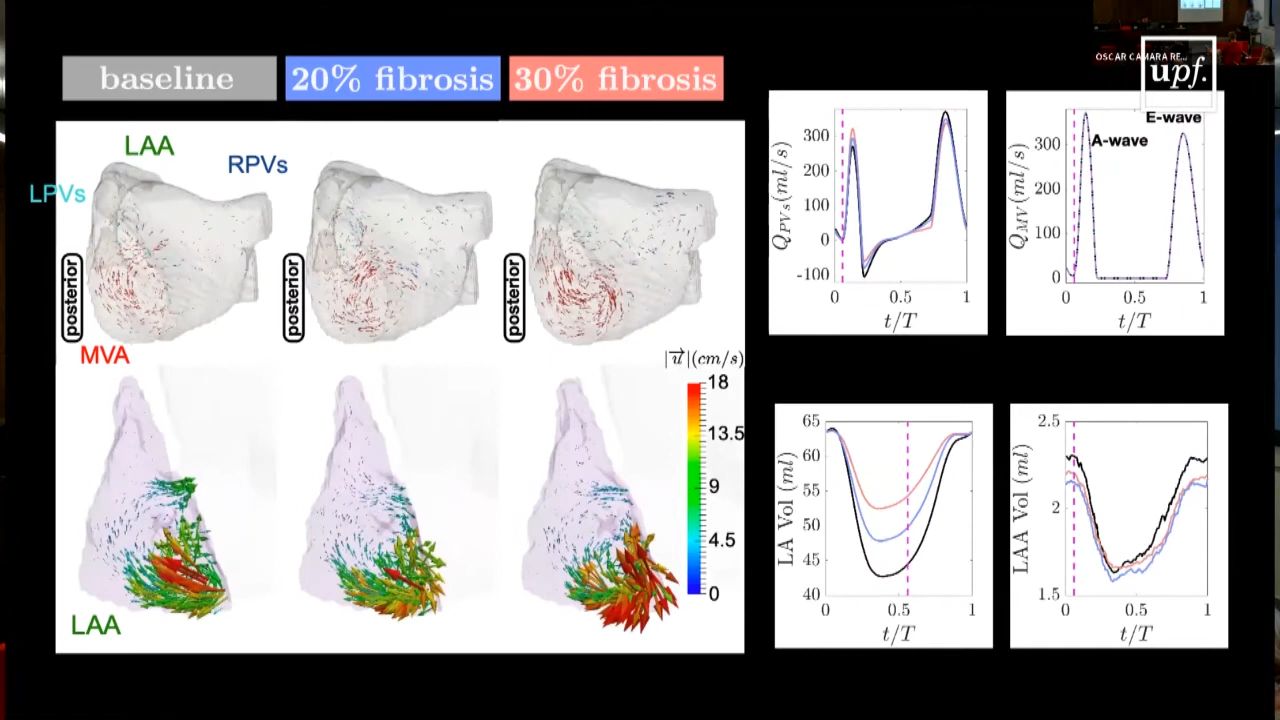 baseline
20% fibrosis
30% fibrosis
OSCAR CAMARA RE...
upf.
LAA
RPVs
LPVs
posterior
posterior
posterior
MVA
|u|(cm/s)
18
13.5
9
4.5
0
LAA
Q_PVs (ml/s)
300
200
100
0
-100
0
0.5
1
t/T
Q_MV (ml/s)
E-wave
A-wave
300
200
100
0
0
0.5
1
t/T
LA Vol (ml)
65
60
55
50
45
40
0
0.5
1
t/T
LAA Vol (ml)
2.5
2
1.5
0
0.5
1
t/T